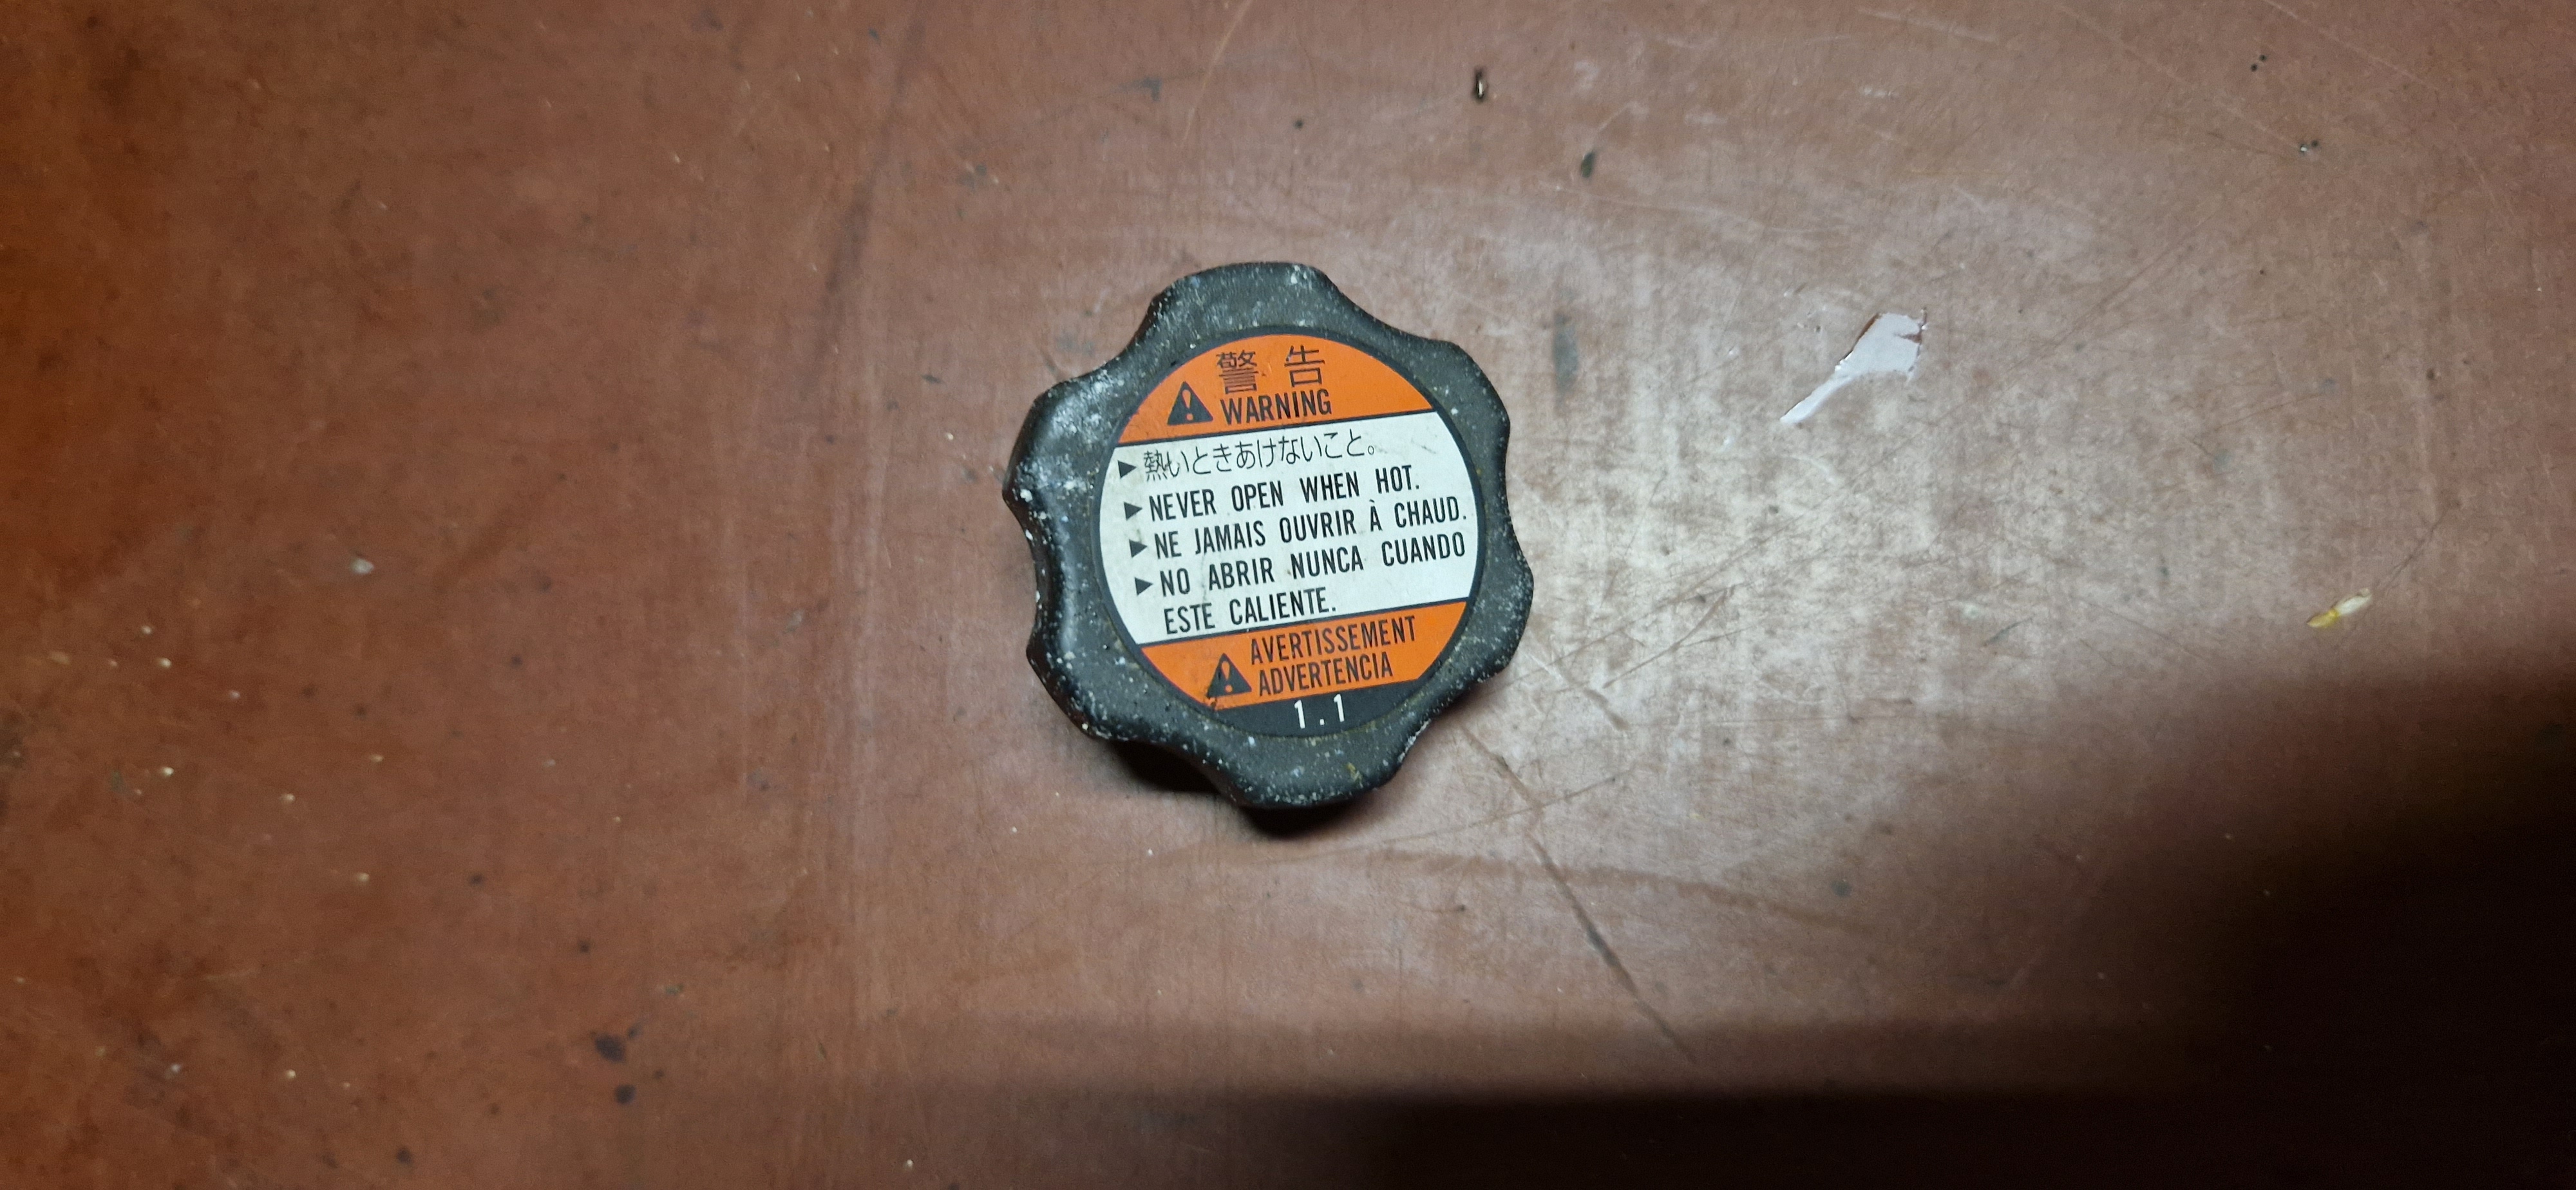 警告
WARNING
▶熱いときあけないこと。
▶NEVER OPEN WHEN HOT.
▶NE JAMAIS OUVRIR À CHAUD.
▶NO ABRIR NUNCA CUANDO
ESTE CALIENTE.
AVERTISSEMENT
ADVERTENCIA
1.1